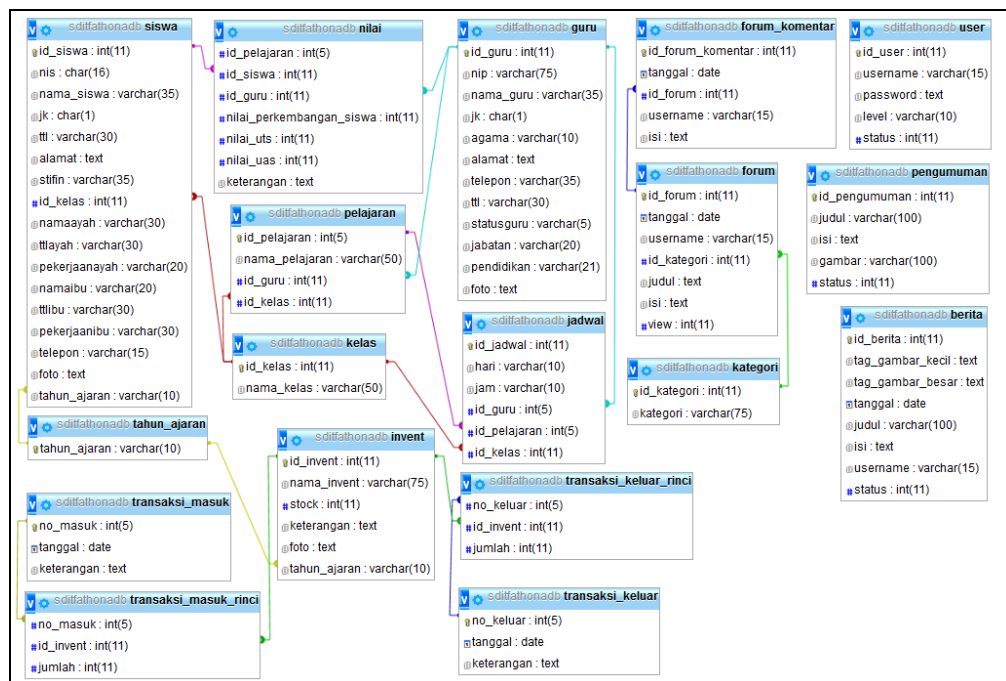 sditfathonadb siswa
id_siswa : int(11)
nis : char(16)
nama_siswa : varchar(35)
jk : char(1)
ttl : varchar(30)
alamat : text
stifin : varchar(35)
id_kelas : int(11)
namaayah : varchar(30)
ttlayah : varchar(30)
pekerjaanayah : varchar(20)
namaibu : varchar(20)
ttlibu : varchar(30)
pekerjaanibu : varchar(30)
telepon : varchar(15)
foto : text
tahun_ajaran : varchar(10)
sditfathonadb nilai
id_pelajaran : int(5)
id_siswa : int(11)
id_guru : int(11)
nilai_perkembangan_siswa : int(11)
nilai_uts : int(11)
nilai_uas : int(11)
keterangan : text
sditfathonadb guru
id_guru : int(11)
nip : varchar(75)
nama_guru : varchar(35)
jk : char(1)
agama : varchar(10)
alamat : text
telepon : varchar(35)
ttl : varchar(30)
statusguru : varchar(5)
jabatan : varchar(20)
pendidikan : varchar(21)
foto : text
sditfathonadb forum_komentar
id_forum_komentar : int(11)
tanggal : date
id_forum : int(11)
username : varchar(15)
isi : text
sditfathonadb user
id_user : int(11)
username : varchar(15)
password : text
level : varchar(10)
status : int(11)
sditfathonadb forum
id_forum : int(11)
tanggal : date
username : varchar(15)
id_kategori : int(11)
judul : text
isi : text
view : int(11)
sditfathonadb pengumuman
id_pengumuman : int(11)
judul : varchar(100)
isi : text
gambar : varchar(100)
status : int(11)
sditfathonadb pelajaran
id_pelajaran : int(5)
nama_pelajaran : varchar(50)
id_guru : int(11)
id_kelas : int(11)
sditfathonadb kelas
id_kelas : int(11)
nama_kelas : varchar(50)
sditfathonadb jadwal
id_jadwal : int(11)
hari : varchar(10)
jam : varchar(10)
id_guru : int(5)
id_pelajaran : int(5)
id_kelas : int(11)
sditfathonadb kategori
id_kategori : int(11)
kategori : varchar(75)
sditfathonadb berita
id_berita : int(11)
tag_gambar_kecil : text
tag_gambar_besar : text
tanggal : date
judul : varchar(100)
isi : text
username : varchar(15)
status : int(11)
sditfathonadb tahun_ajaran
tahun_ajaran : varchar(10)
sditfathonadb invent
id_invent : int(11)
nama_invent : varchar(75)
stock : int(11)
keterangan : text
foto : text
tahun_ajaran : varchar(10)
sditfathonadb transaksi_masuk
no_masuk : int(5)
tanggal : date
keterangan : text
sditfathonadb transaksi_keluar_rinci
no_keluar : int(5)
id_invent : int(11)
jumlah : int(11)
sditfathonadb transaksi_masuk_rinci
no_masuk : int(5)
id_invent : int(11)
jumlah : int(11)
sditfathonadb transaksi_keluar
no_keluar : int(5)
tanggal : date
keterangan : text